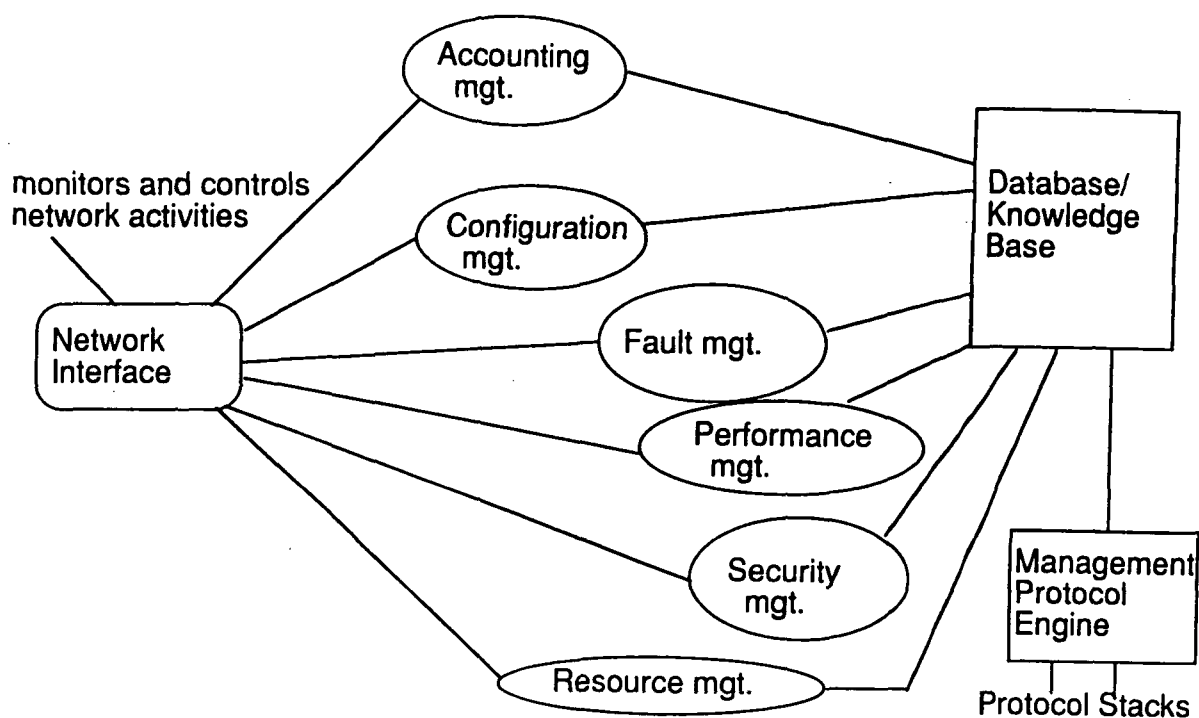 Accounting
mgt.
monitors and controls
network activities
Configuration
mgt.
Database/
Knowledge
Base
Network
Interface
Fault mgt.
Performance
mgt.
Security
mgt.
Management
Protocol
Engine
Resource mgt.
Protocol Stacks